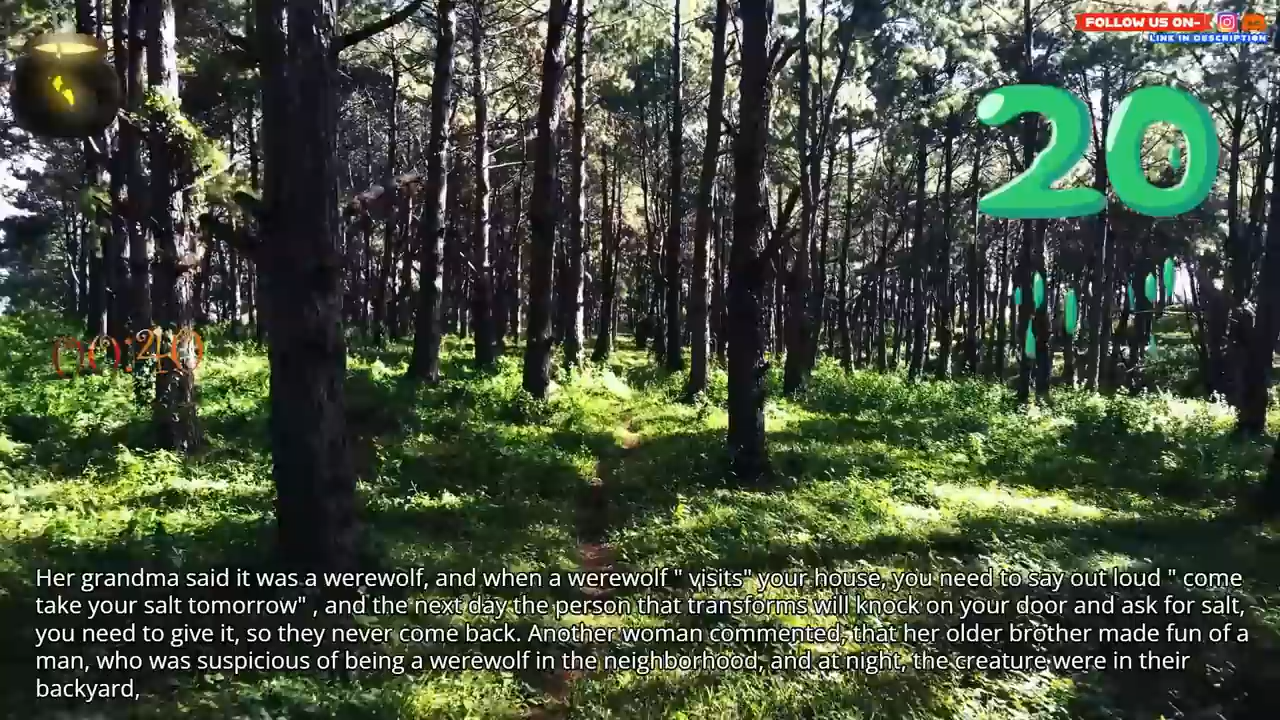 FOLLOW US ON-
LINK IN DESCRIPTION
20
00:40
Her grandma said it was a werewolf, and when a werewolf " visits" your house, you need to say out loud " come
take your salt tomorrow" , and the next day the person that transforms will knock on your door and ask for salt,
you need to give it, so they never come back. Another woman commented, that her older brother made fun of a
man, who was suspicious of being a werewolf in the neighborhood, and at night, the creature were in their
backyard,